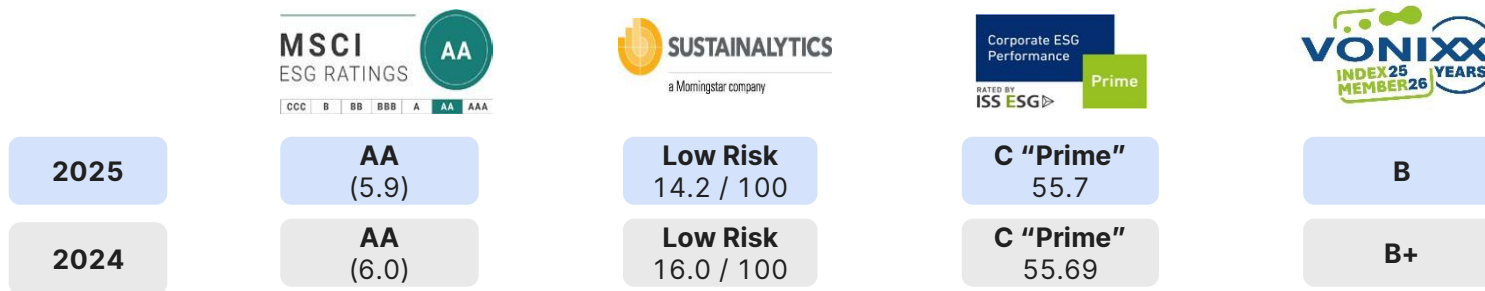 MSCI
ESG RATINGS
AA
CCC B BB BBB A AA AAA
SUSTAINALYTICS
a Morningstar company
Corporate ESG
Performance
Prime
RATED BY
ISS ESG
VONIXX
INDEX25
MEMBER26
YEARS
2025
AA
(5.9)
Low Risk
14.2 / 100
C “Prime”
55.7
B
2024
AA
(6.0)
Low Risk
16.0 / 100
C “Prime”
55.69
B+